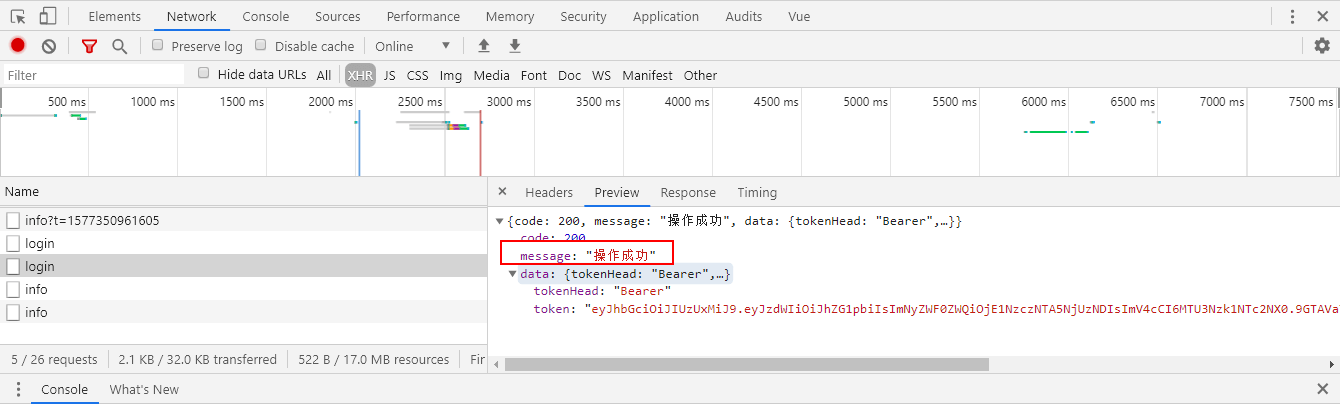 Elements Network Console Sources Performance Memory Security Application Audits Vue
Preserve log Disable cache Online
Filter Hide data URLs All XHR JS CSS Img Media Font Doc WS Manifest Other
500 ms 1000 ms 1500 ms 2000 ms 2500 ms 3000 ms 3500 ms 4000 ms 4500 ms 5000 ms 5500 ms 6000 ms 6500 ms 7000 ms 7500 ms
Name
info?t=1577350961605
login
login
info
info
5 / 26 requests 2.1 KB / 32.0 KB transferred 522 B / 17.0 MB resources Fir
Headers Preview Response Timing
{code: 200, message: "操作成功", data: {tokenHead: "Bearer",…}}
code: 200
message: "操作成功"
data: {tokenHead: "Bearer",…}
tokenHead: "Bearer"
token: "eyJhbGciOiJIUzUxMiJ9.eyJzdWIiOiJhZG1pbiIsImNyZWF0ZWQiOjE1NzczNTA5NjUzNDIsImV4cCI6MTU3Nzk1NTc2NX0.9GTAVa
Console What's New